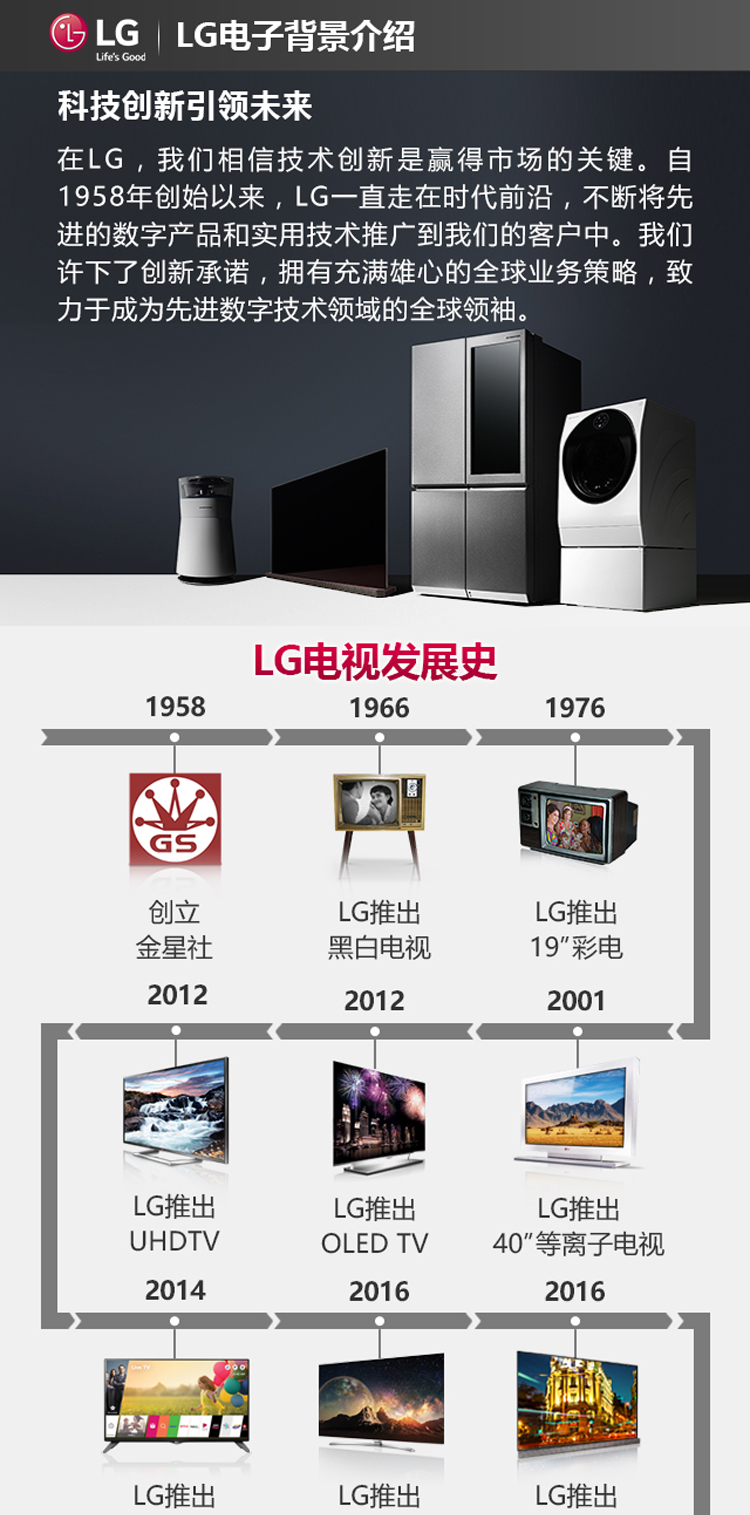 LG
Life's Good
LG电子背景介绍
科技创新引领未来
在LG，我们相信技术创新是赢得市场的关键。自
1958年创始以来，LG一直走在时代前沿，不断将先
进的数字产品和实用技术推广到我们的客户中。我们
许下了创新承诺，拥有充满雄心的全球业务策略，致
力于成为先进数字技术领域的全球领袖。
LG电视发展史
1958 1966 1976
GS
创立 LG推出 LG推出
金星社 黑白电视 19″彩电
2012 2012 2001
LG推出 LG推出 LG推出
UHDTV OLED TV 40″等离子电视
2014 2016 2016
Live TV
LG推出 LG推出 LG推出